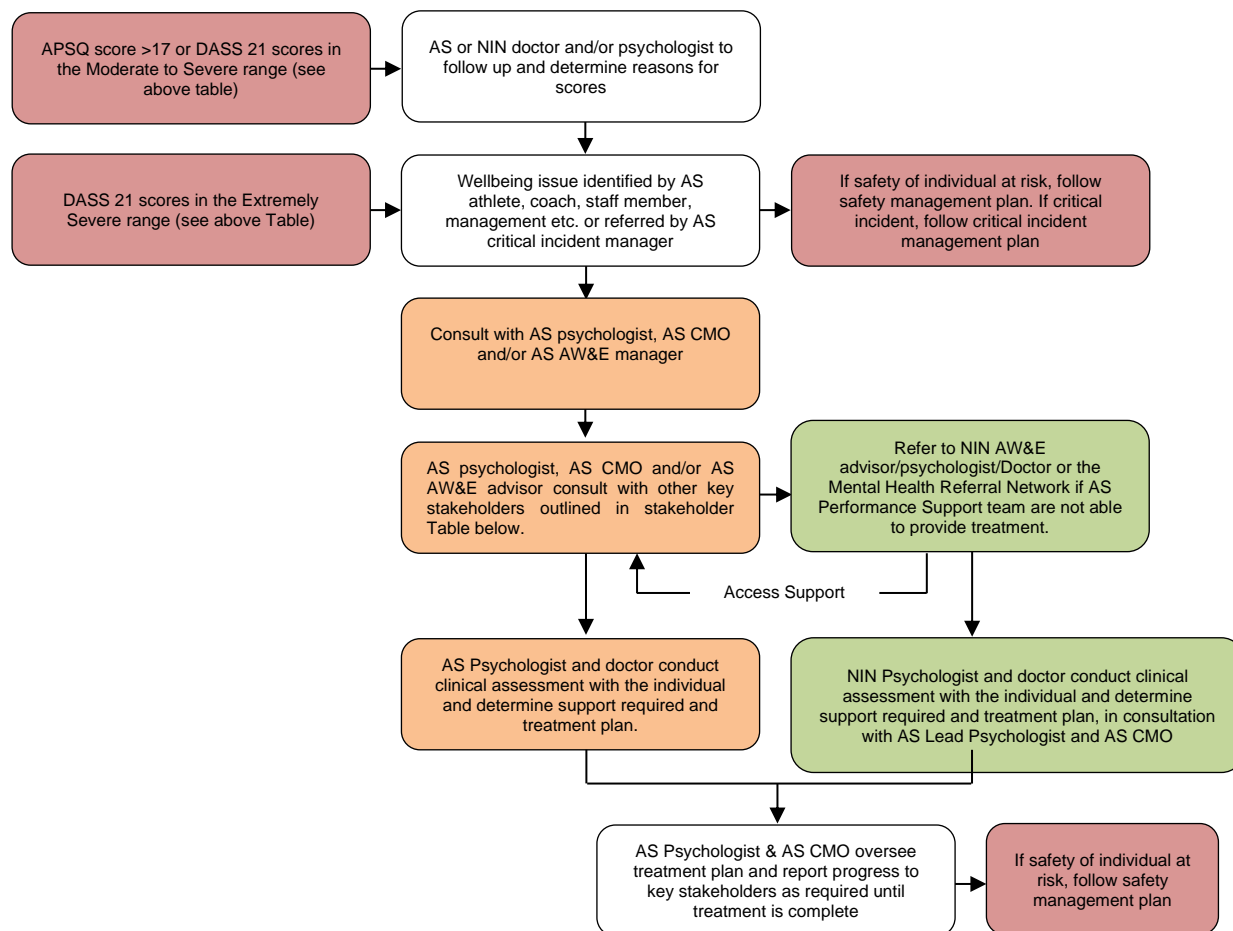 APSQ score >17 or DASS 21 scores in
the Moderate to Severe range (see
above table)
AS or NIN doctor and/or psychologist to
follow up and determine reasons for
scores
DASS 21 scores in the Extremely
Severe range (see above Table)
Wellbeing issue identified by AS
athlete, coach, staff member,
management etc. or referred by AS
critical incident manager
If safety of individual at risk, follow
safety management plan. If critical
incident, follow critical incident
management plan
Consult with AS psychologist, AS CMO
and/or AS AW&E manager
AS psychologist, AS CMO and/or AS
AW&E advisor consult with other key
stakeholders outlined in stakeholder
Table below.
Refer to NIN AW&E
advisor/psychologist/Doctor or the
Mental Health Referral Network if AS
Performance Support team are not able
to provide treatment.
Access Support
AS Psychologist and doctor conduct
clinical assessment with the individual
and determine support required and
treatment plan.
NIN Psychologist and doctor conduct clinical
assessment with the individual and determine
support required and treatment plan, in consultation
with AS Lead Psychologist and AS CMO
AS Psychologist & AS CMO oversee
treatment plan and report progress to
key stakeholders as required until
treatment is complete
If safety of individual at
risk, follow safety
management plan